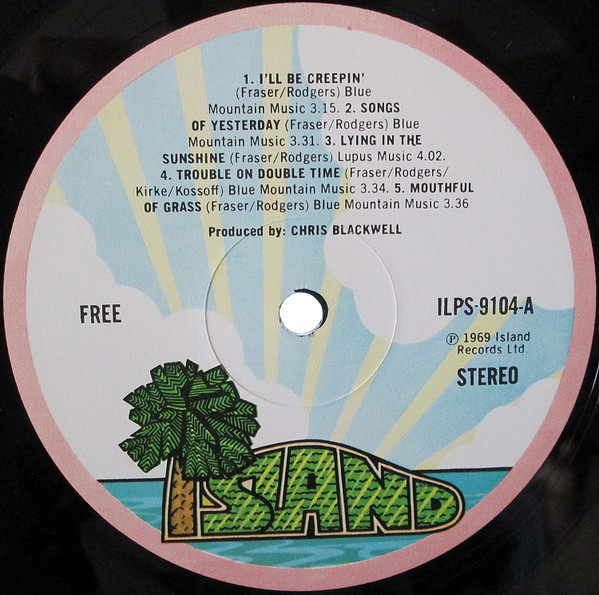 1. I'LL BE CREEPIN'
(Fraser/Rodgers) Blue
Mountain Music 3.15. 2. SONGS
OF YESTERDAY (Fraser/Rodgers) Blue
Mountain Music 3.31. 3. LYING IN THE
SUNSHINE (Fraser/Rodgers) Lupus Music 4.02.
4. TROUBLE ON DOUBLE TIME (Fraser/Rodgers/
Kirke/Kossoff) Blue Mountain Music 3.34. 5. MOUTHFUL
OF GRASS (Fraser/Rodgers) Blue Mountain Music 3.36
Produced by: CHRIS BLACKWELL
FREE
ILPS-9104-A
Ⓟ 1969 Island
Records Ltd.
STEREO
ISLAND